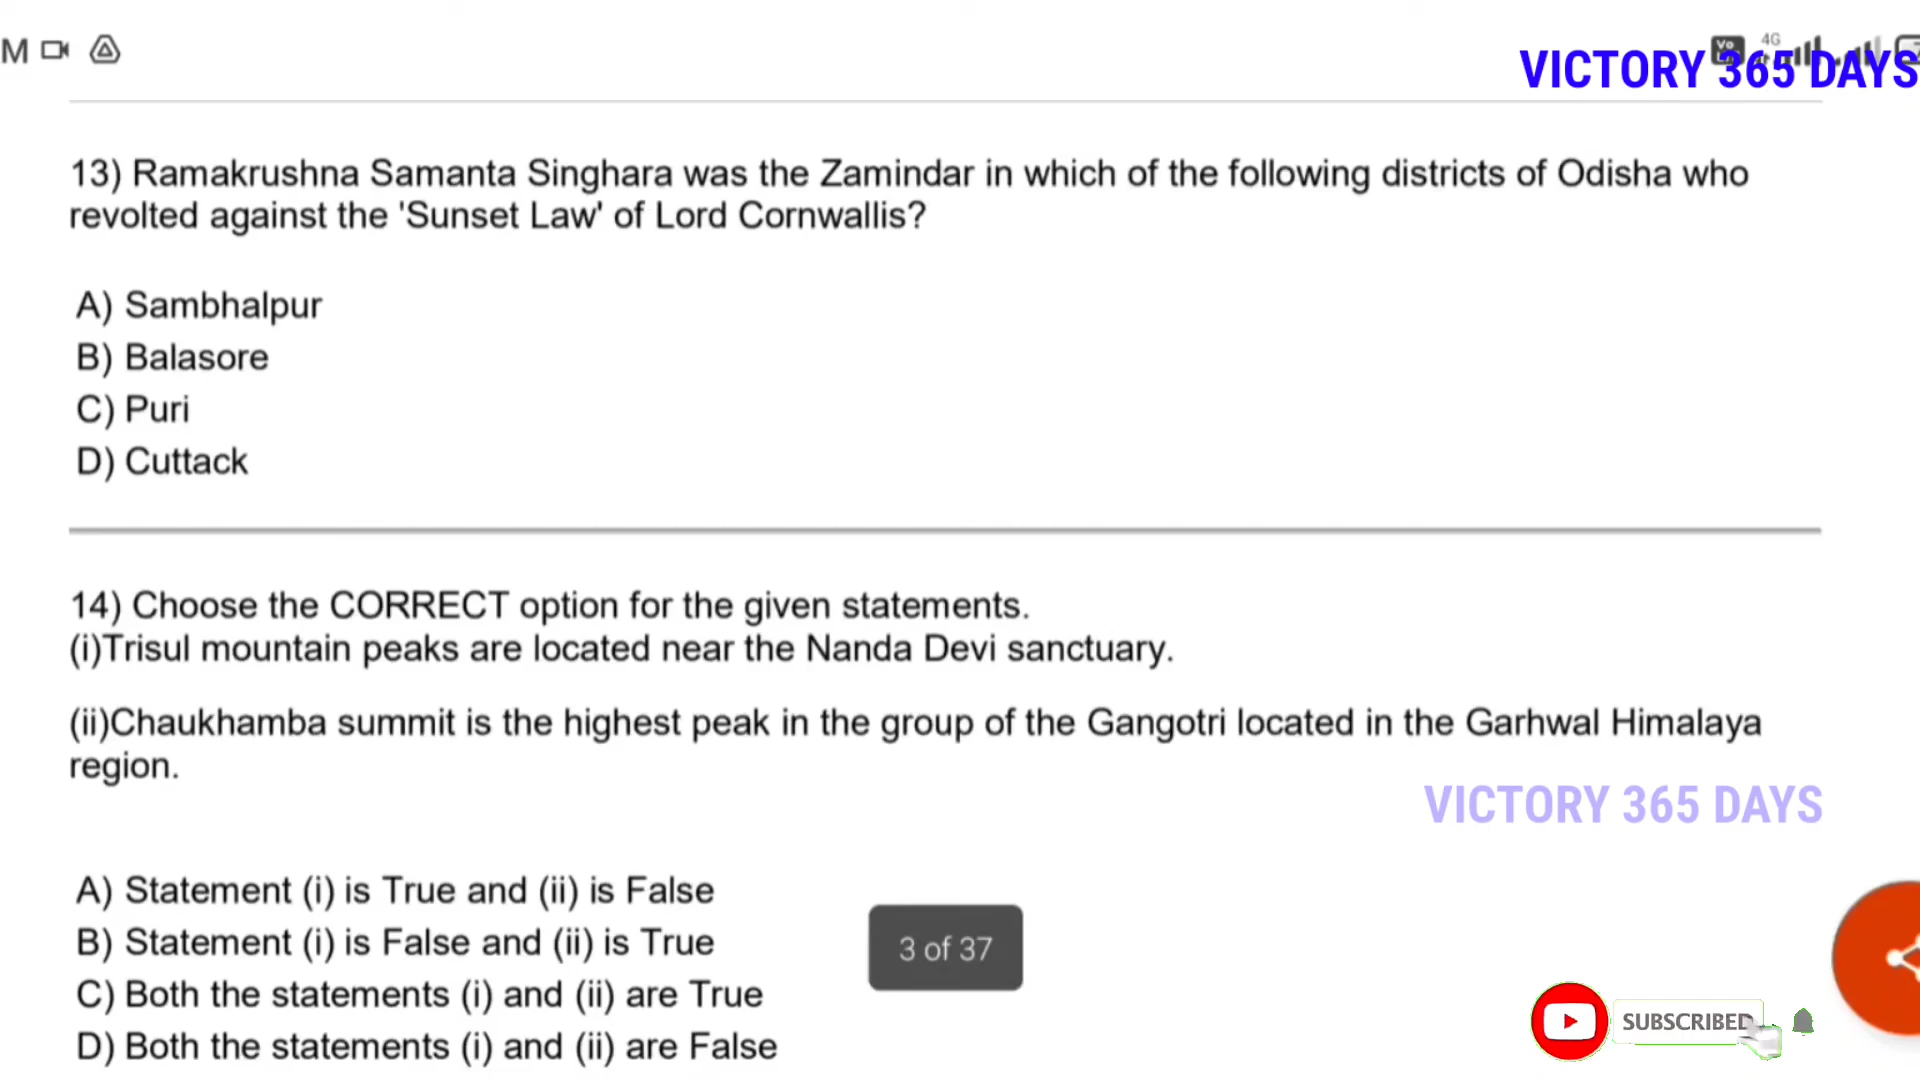 M
4G
VICTORY 365 DAYS
13) Ramakrushna Samanta Singhara was the Zamindar in which of the following districts of Odisha who
revolted against the 'Sunset Law' of Lord Cornwallis?
A) Sambhalpur
B) Balasore
C) Puri
D) Cuttack
14) Choose the CORRECT option for the given statements.
(i)Trisul mountain peaks are located near the Nanda Devi sanctuary.
(ii)Chaukhamba summit is the highest peak in the group of the Gangotri located in the Garhwal Himalaya
region.
VICTORY 365 DAYS
A) Statement (i) is True and (ii) is False
B) Statement (i) is False and (ii) is True
C) Both the statements (i) and (ii) are True
D) Both the statements (i) and (ii) are False
3 of 37
SUBSCRIBED